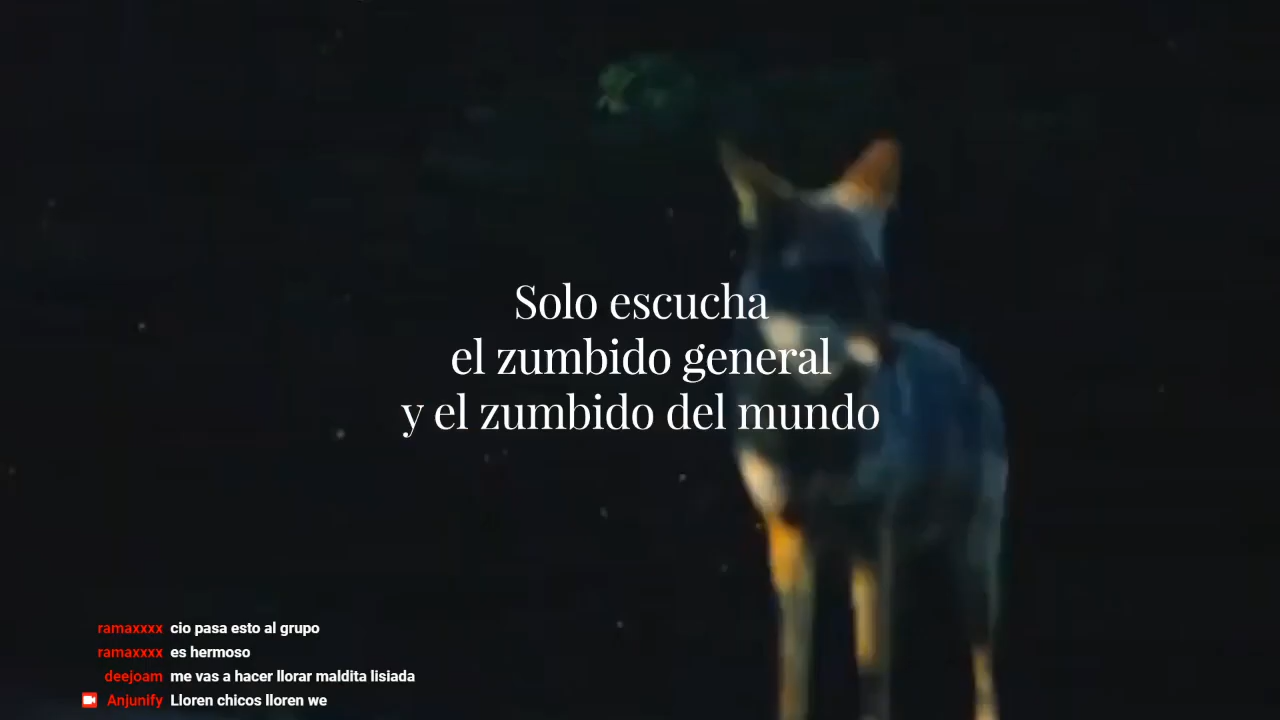 Solo escucha
el zumbido general
y el zumbido del mundo
ramaxxxx cio pasa esto al grupo
ramaxxxx es hermoso
deejoam me vas a hacer llorar maldita lisiada
Anjunify Lloren chicos lloren we